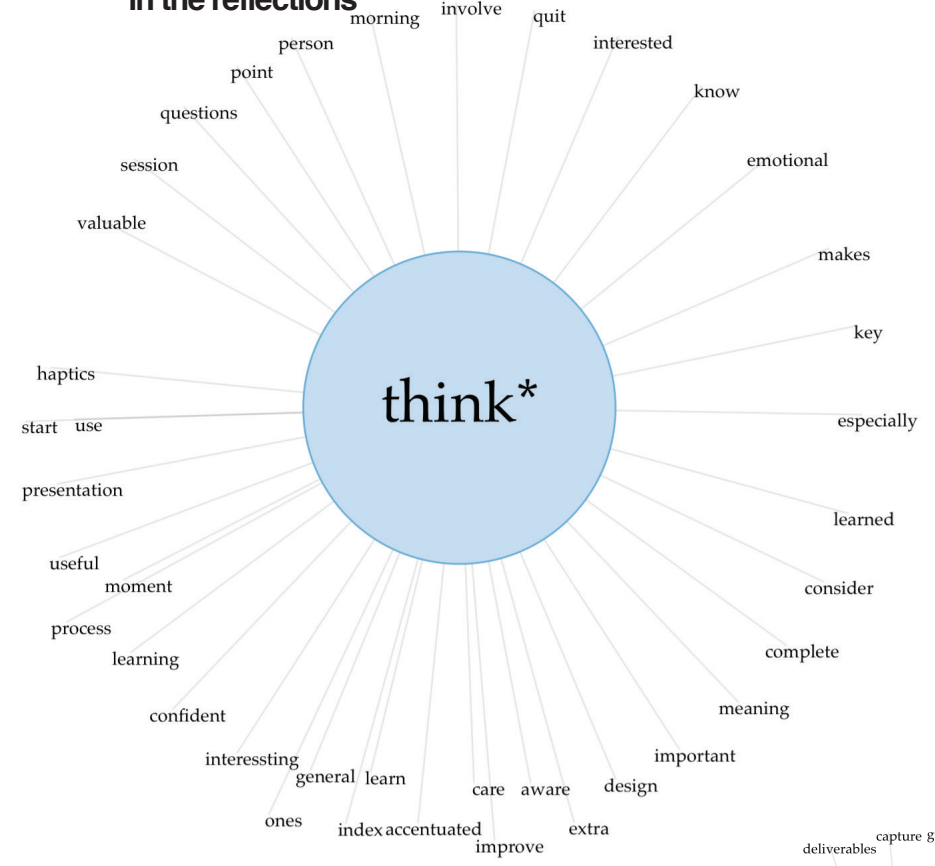 in the reflections
morning
involve
quit
person
interested
point
know
questions
emotional
session
valuable
makes
key
haptics
think*
especially
start
use
presentation
learned
useful
moment
consider
process
complete
learning
meaning
confident
important
interessting
general
learn
care
aware
design
ones
index
accentuated
improve
extra
capture g
deliverables